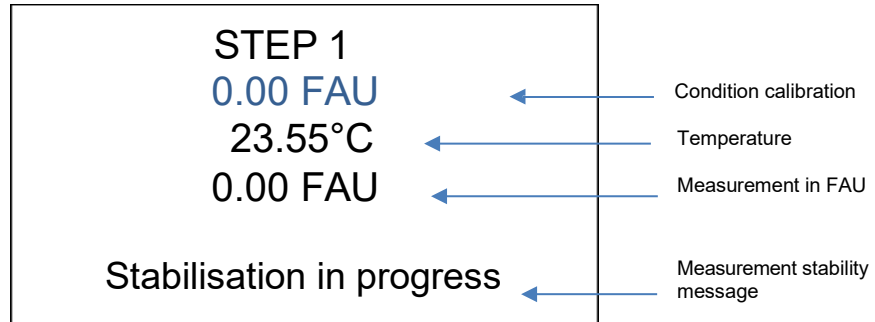 STEP 1
0.00 FAU
Condition calibration
23.55°C
Temperature
0.00 FAU
Measurement in FAU
Stabilisation in progress
Measurement stability
message